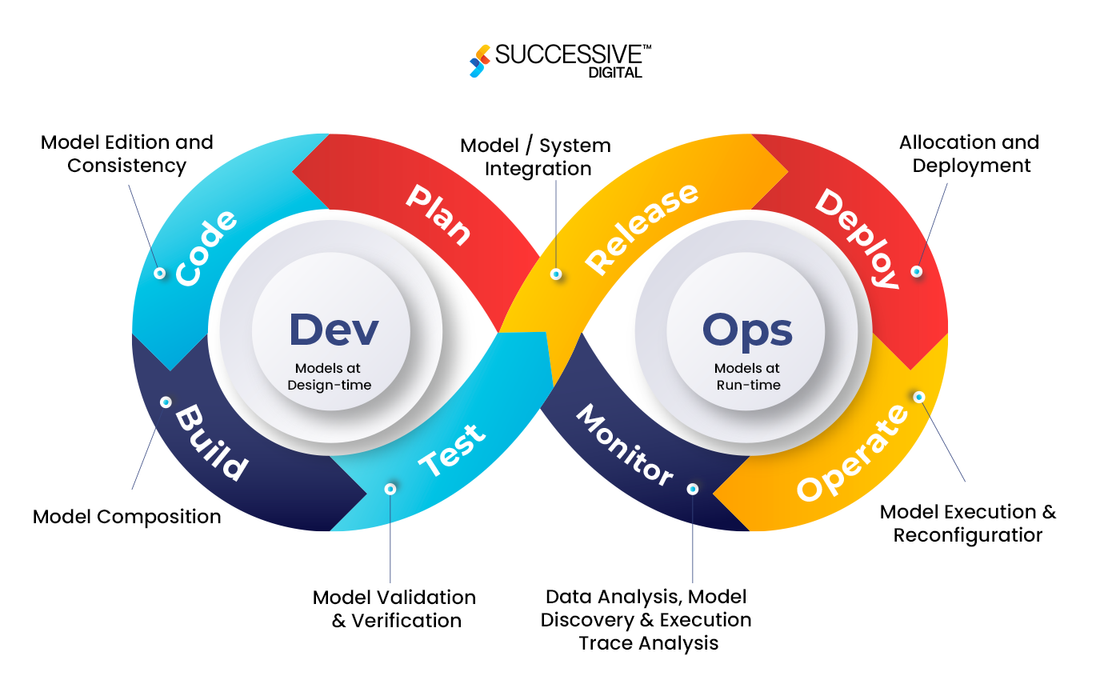 SUCCESSIVE™
DIGITAL
Model Edition and
Consistency
Model / System
Integration
Allocation and
Deployment
Code
Plan
Release
Deploy
Dev
Models at
Design-time
Ops
Models at
Run-time
Build
Test
Monitor
Operate
Model Composition
Model Execution &
Reconfiguratior
Model Validation
& Verification
Data Analysis, Model
Discovery & Execution
Trace Analysis